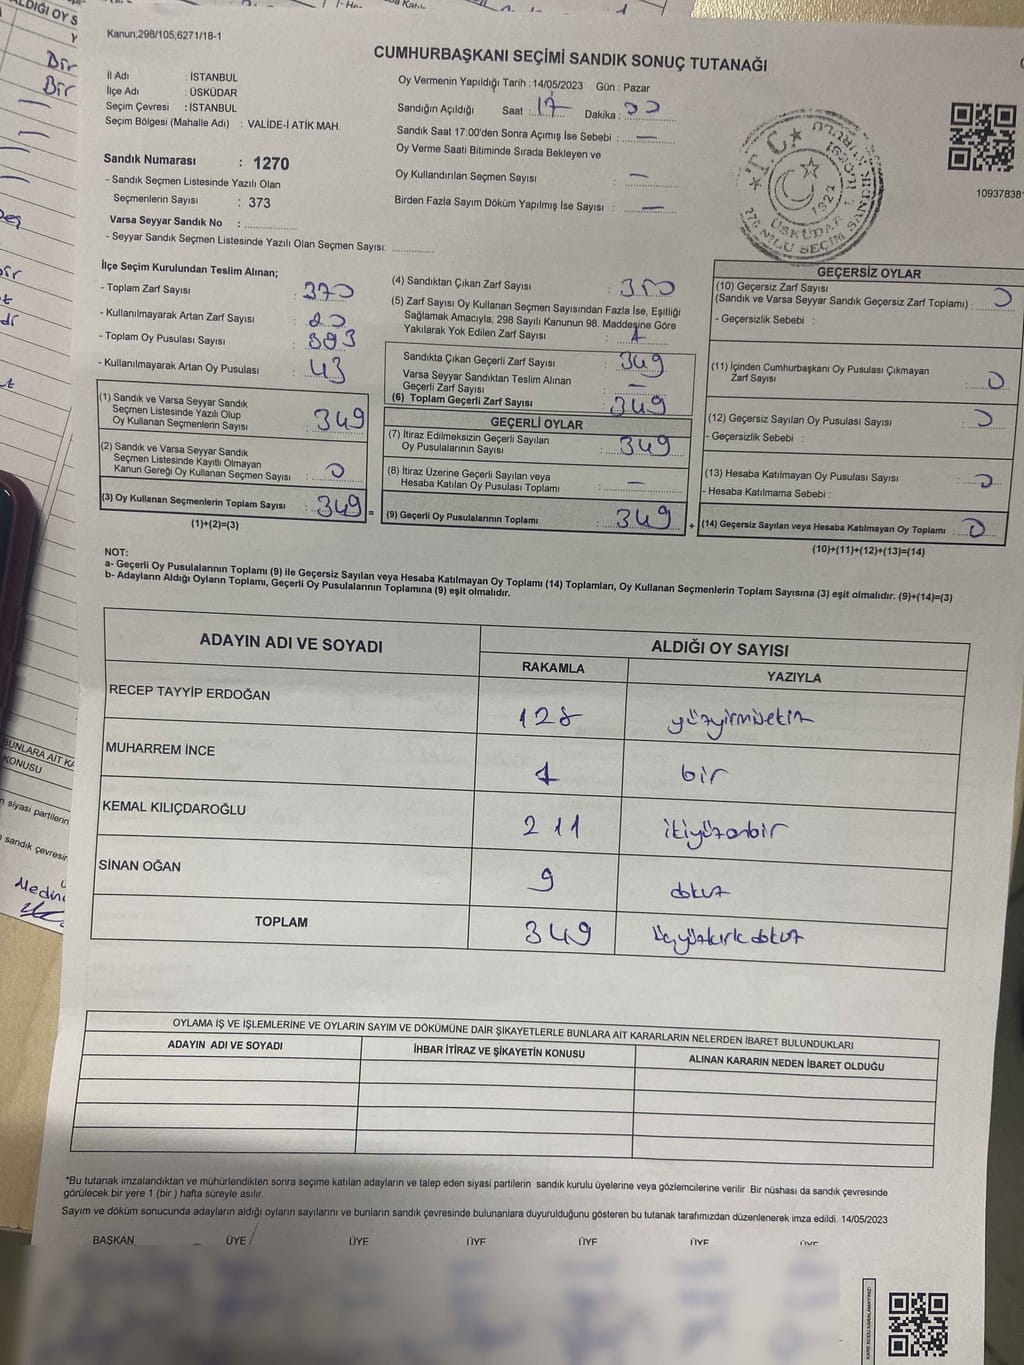 Kanun;298/105,6271/18-1
CUMHURBAŞKANI SEÇİMİ SANDIK SONUÇ TUTANAĞI
İl Adı : İSTANBUL
İlçe Adı : ÜSKÜDAR
Seçim Çevresi : İSTANBUL
Seçim Bölgesi (Mahalle Adı) : VALİDE-İ ATİK MAH.
Sandık Numarası : 1270
- Sandık Seçmen Listesinde Yazılı Olan
Seçmenlerin Sayısı : 373
Varsa Seyyar Sandık No :
- Seyyar Sandık Seçmen Listesinde Yazılı Olan Seçmen Sayısı:
Oy Vermenin Yapıldığı Tarih : 14/05/2023 Gün : Pazar
Sandığın Açıldığı Saat : 17 Dakika : 00
Sandık Saat 17:00'den Sonra Açımış İse Sebebi : —
Oy Verme Saati Bitiminde Sırada Bekleyen ve
Oy Kullandırılan Seçmen Sayısı : —
Birden Fazla Sayım Döküm Yapılmış İse Sayısı : —
T.C.
1921
ÜSKÜDAR
10937838
İlçe Seçim Kurulundan Teslim Alınan;
- Toplam Zarf Sayısı : 370
- Kullanılmayarak Artan Zarf Sayısı : 20
- Toplam Oy Pusulası Sayısı : 393
- Kullanılmayarak Artan Oy Pusulası : 43
(1) Sandık ve Varsa Seyyar Sandık
Seçmen Listesinde Yazılı Olup
Oy Kullanan Seçmenlerin Sayısı : 349
(2) Sandık ve Varsa Seyyar Sandık
Seçmen Listesinde Kayıtlı Olmayan
Kanun Gereği Oy Kullanan Seçmen Sayısı : 0
(3) Oy Kullanan Seçmenlerin Toplam Sayısı : 349 =
(1)+(2)=(3)
(4) Sandıktan Çıkan Zarf Sayısı : 350
(5) Zarf Sayısı Oy Kullanan Seçmen Sayısından Fazla İse, Eşitliği
Sağlamak Amacıyla; 298 Sayılı Kanunun 98. Maddesine Göre
Yakılarak Yok Edilen Zarf Sayısı : 1
Sandıkta Çıkan Geçerli Zarf Sayısı : 349
Varsa Seyyar Sandıktan Teslim Alınan
Geçerli Zarf Sayısı : —
(6) Toplam Geçerli Zarf Sayısı : 349
GEÇERLİ OYLAR
(7) İtiraz Edilmeksizin Geçerli Sayılan
Oy Pusulalarının Sayısı : 349
(8) İtiraz Üzerine Geçerli Sayılan veya
Hesaba Katılan Oy Pusulası Toplamı : —
(9) Geçerli Oy Pusulalarının Toplamı : 349 +
GEÇERSİZ OYLAR
(10) Geçersiz Zarf Sayısı
(Sandık ve Varsa Seyyar Sandık Geçersiz Zarf Toplamı) : 0
- Geçersizlik Sebebi :
(11) İçinden Cumhurbaşkanı Oy Pusulası Çıkmayan
Zarf Sayısı : 0
(12) Geçersiz Sayılan Oy Pusulası Sayısı : 0
- Geçersizlik Sebebi :
(13) Hesaba Katılmayan Oy Pusulası Sayısı : 0
- Hesaba Katılmama Sebebi :
(14) Geçersiz Sayılan veya Hesaba Katılmayan Oy Toplamı : 0
(10)+(11)+(12)+(13)=(14)
NOT:
a- Geçerli Oy Pusulalarının Toplamı (9) ile Geçersiz Sayılan veya Hesaba Katılmayan Oy Toplamı (14) Toplamları, Oy Kullanan Seçmenlerin Toplam Sayısına (3) eşit olmalıdır. (9)+(14)=(3)
b- Adayların Aldığı Oyların Toplamı, Geçerli Oy Pusulalarının Toplamına (9) eşit olmalıdır.
ADAYIN ADI VE SOYADI ALDIĞI OY SAYISI
RAKAMLA YAZIYLA
RECEP TAYYİP ERDOĞAN 128 yüzyirmisekiz
MUHARREM İNCE 1 bir
KEMAL KILIÇDAROĞLU 211 ikiyüzonbir
SİNAN OĞAN 9 dokuz
TOPLAM 349 üçyüzkırkdokuz
OYLAMA İŞ VE İŞLEMLERİNE VE OYLARIN SAYIM VE DÖKÜMÜNE DAİR ŞİKAYETLERLE BUNLARA AİT KARARLARIN NELERDEN İBARET BULUNDUKLARI
ADAYIN ADI VE SOYADI İHBAR İTİRAZ VE ŞİKAYETİN KONUSU ALINAN KARARIN NEDEN İBARET OLDUĞU
*Bu tutanak imzalandıktan ve mühürlendikten sonra seçime katılan adayların ve talep eden siyasi partilerin sandık kurulu üyelerine veya gözlemcilerine verilir .Bir nüshası da sandık çevresinde
görülecek bir yere 1 (bir ) hafta süreyle asılır.
Sayım ve döküm sonucunda adayların aldığı oyların sayılarını ve bunların sandık çevresinde bulunanlara duyurulduğunu gösteren bu tutanak tarafımızdan düzenlenerek imza edildi. 14/05/2023
BAŞKAN ÜYE ÜYE ÜYE ÜYE ÜYE ÜYE